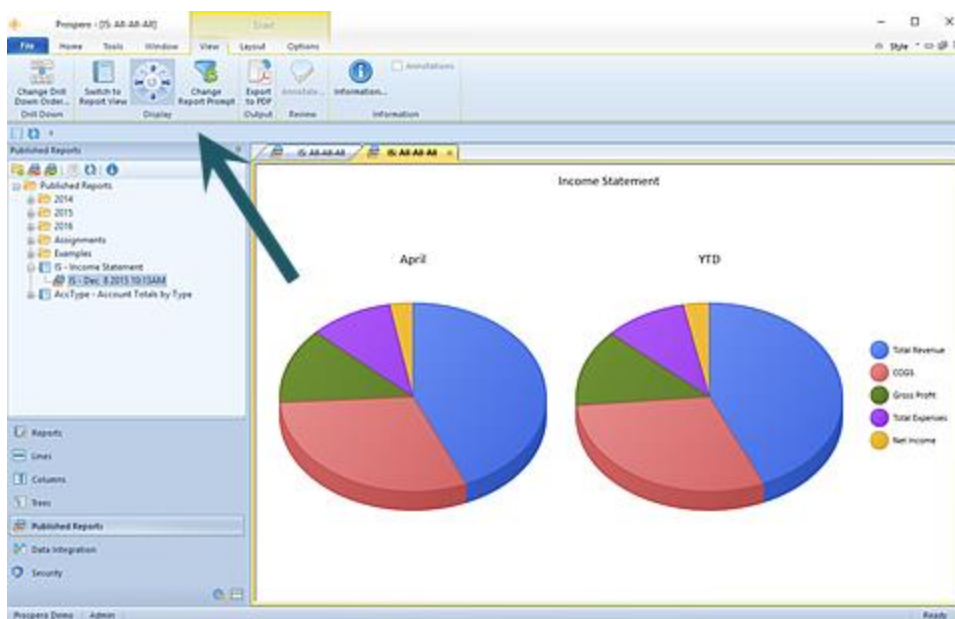 Prospero - [IS: All-All-All]
Start
File Home Tools Window View Layout Options
Style
Change Drill Down Order...
Switch to Report View
Change Report Prompt
Export to PDF
Annotate...
Information...
Annotations
Drill Down
Display
Output
Review
Information
Published Reports
IS: All-All-All
IS: All-All-All
Published Reports
2014
2015
2016
Assignments
Examples
IS - Income Statement
IS - Dec 8 2015 10:13AM
AccType - Account Totals by Type
Income Statement
April
YTD
Total Revenue
COGS
Gross Profit
Total Expenses
Net Income
Reports
Lines
Columns
Trees
Published Reports
Data Integration
Security
Prospero Demo
Admin
Ready